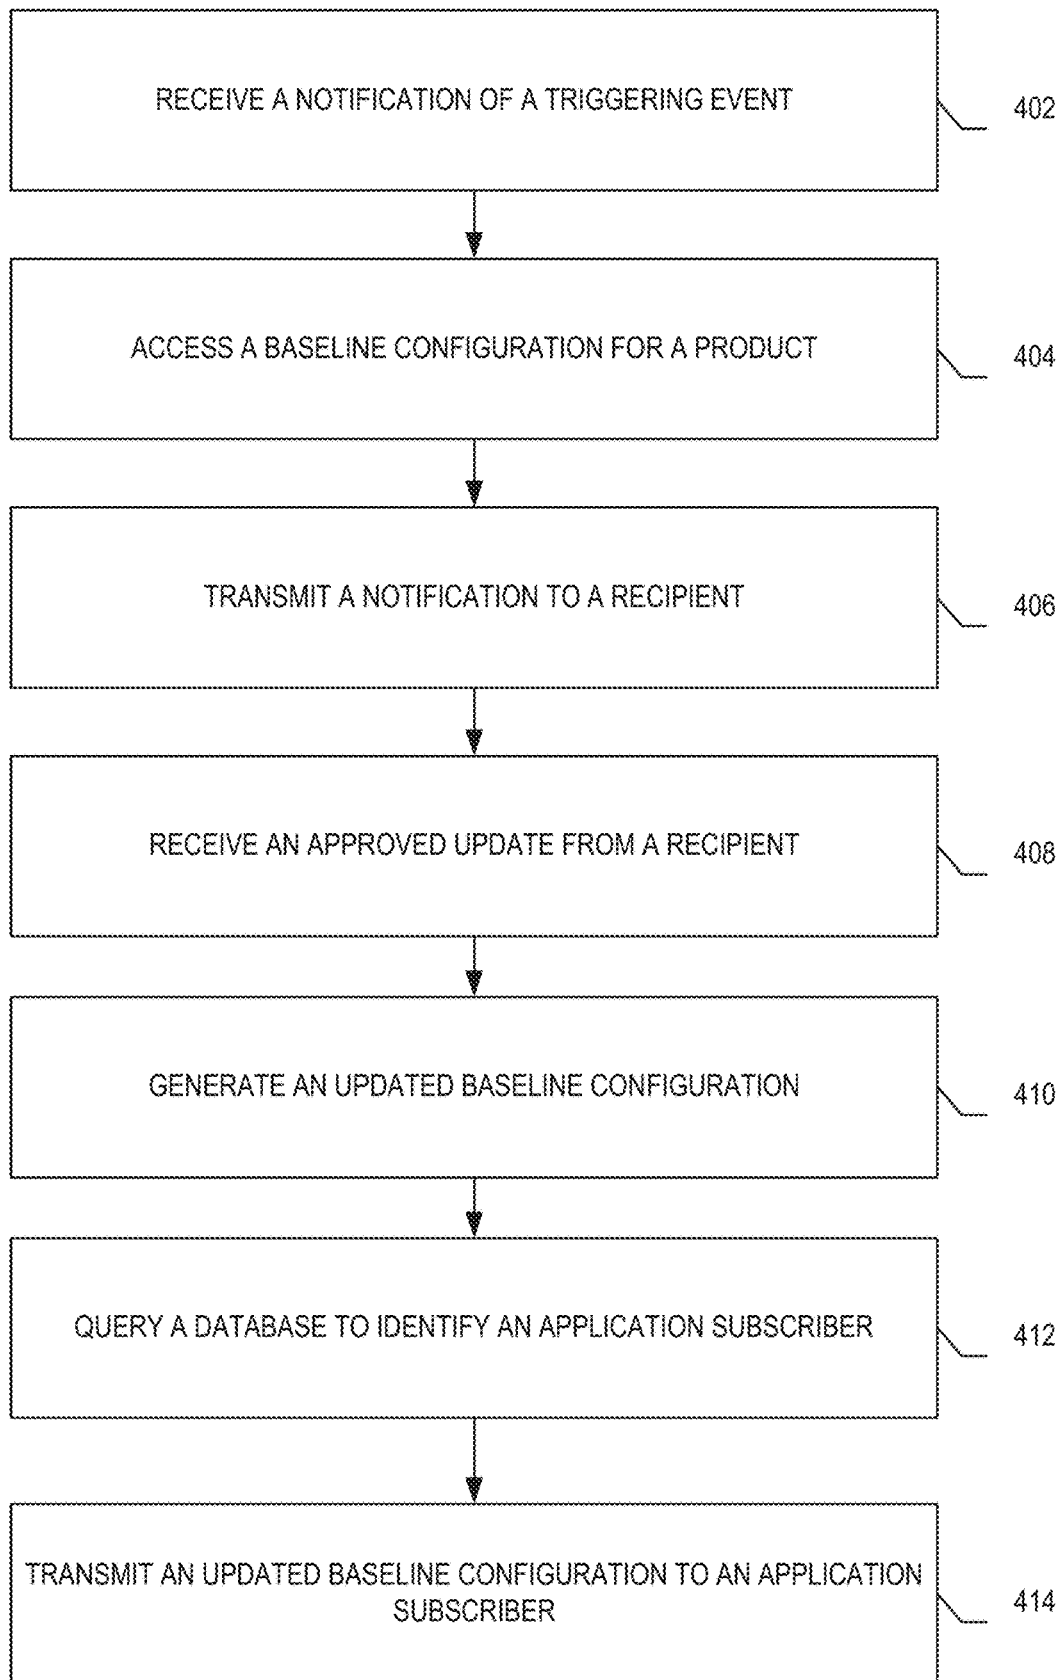 RECEIVE A NOTIFICATION OF A TRIGGERING EVENT
402
ACCESS A BASELINE CONFIGURATION FOR A PRODUCT
404
TRANSMIT A NOTIFICATION TO A RECIPIENT
406
RECEIVE AN APPROVED UPDATE FROM A RECIPIENT
408
GENERATE AN UPDATED BASELINE CONFIGURATION
410
QUERY A DATABASE TO IDENTIFY AN APPLICATION SUBSCRIBER
412
TRANSMIT AN UPDATED BASELINE CONFIGURATION TO AN APPLICATION
SUBSCRIBER
414